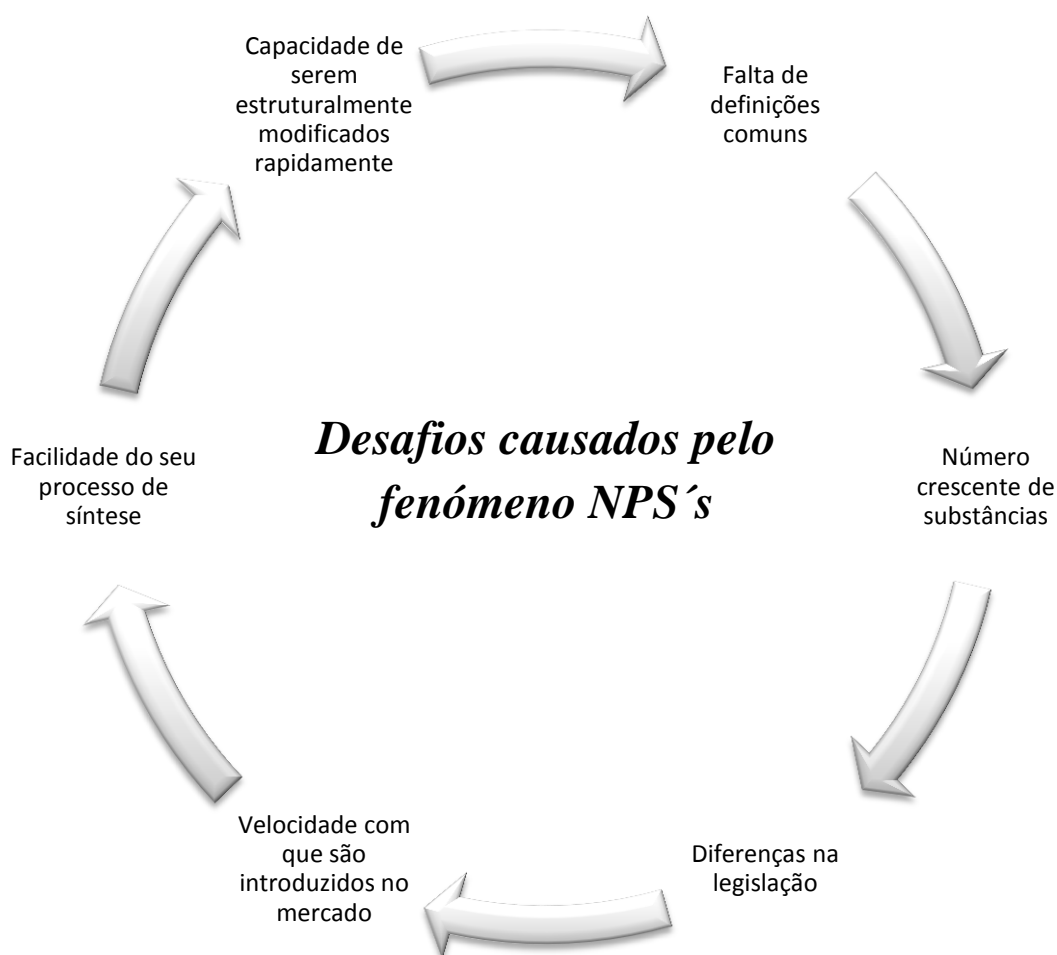 Capacidade de
serem
estruturalmente
modificados
rapidamente
Falta de
definições
comuns
Número
crescente de
substâncias
Diferenças na
legislação
Velocidade com
que são
introduzidos no
mercado
Facilidade do seu
processo de
síntese
Desafios causados pelo
fenómeno NPS´s